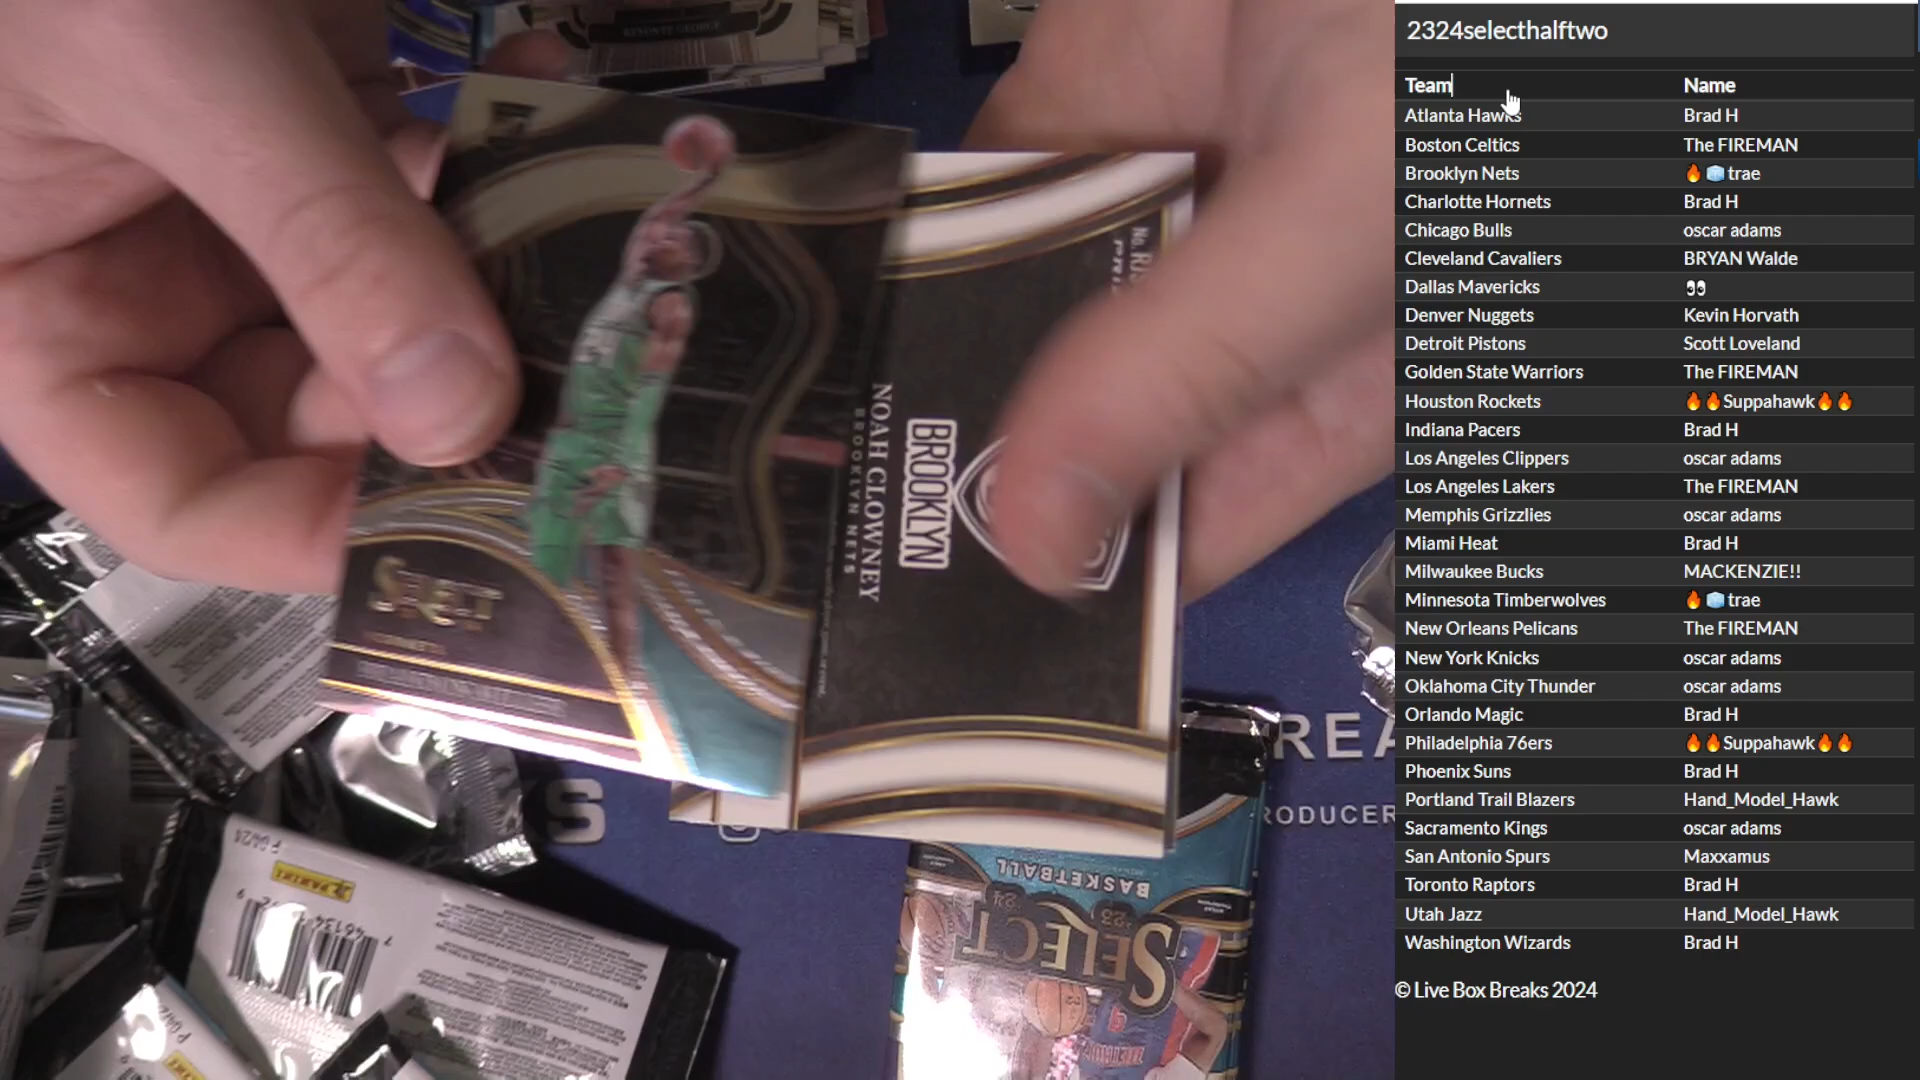 2324selecthalftwo
Team Name
Atlanta Hawks Brad H
Boston Celtics The FIREMAN
Brooklyn Nets 🔥🧊trae
Charlotte Hornets Brad H
Chicago Bulls oscar adams
Cleveland Cavaliers BRYAN Walde
Dallas Mavericks 👀
Denver Nuggets Kevin Horvath
Detroit Pistons Scott Loveland
Golden State Warriors The FIREMAN
Houston Rockets 🔥🔥Suppahawk🔥🔥
Indiana Pacers Brad H
Los Angeles Clippers oscar adams
Los Angeles Lakers The FIREMAN
Memphis Grizzlies oscar adams
Miami Heat Brad H
Milwaukee Bucks MACKENZIE!!
Minnesota Timberwolves 🔥🧊trae
New Orleans Pelicans The FIREMAN
New York Knicks oscar adams
Oklahoma City Thunder oscar adams
Orlando Magic Brad H
Philadelphia 76ers 🔥🔥Suppahawk🔥🔥
Phoenix Suns Brad H
Portland Trail Blazers Hand_Model_Hawk
Sacramento Kings oscar adams
San Antonio Spurs Maxxamus
Toronto Raptors Brad H
Utah Jazz Hand_Model_Hawk
Washington Wizards Brad H
© Live Box Breaks 2024
KEYONTE GEORGE
BROOKLYN
NOAH CLOWNEY
BROOKLYN NETS
SELECT
PANINI
BASKETBALL
SELECT